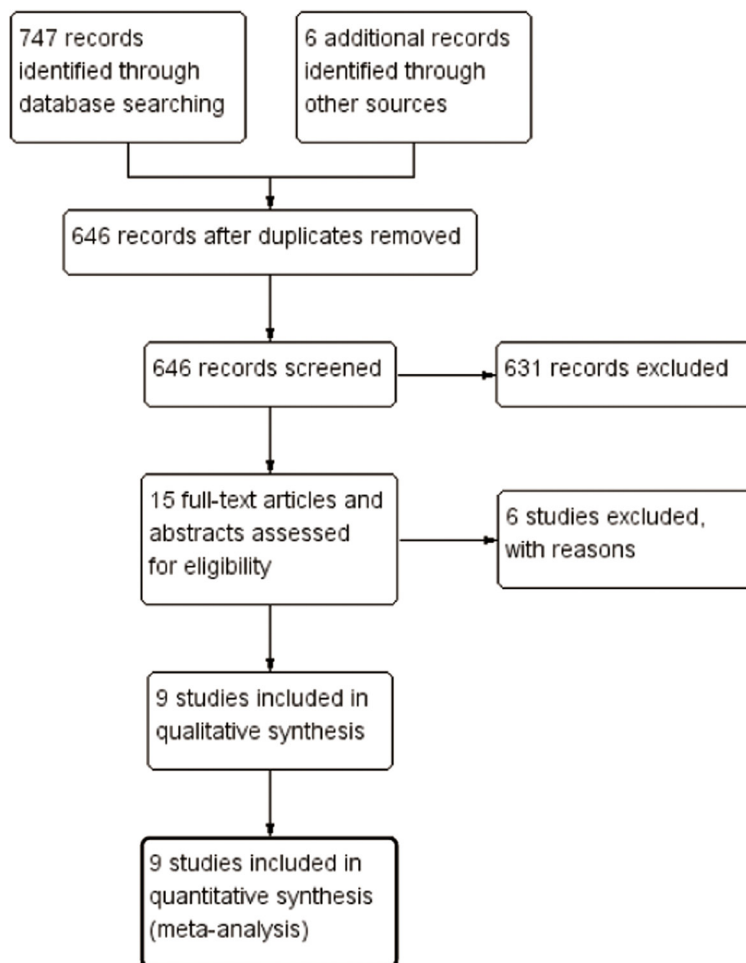 747 records
identified through
database searching
6 additional records
identified through
other sources
646 records after duplicates removed
646 records screened
631 records excluded
15 full-text articles and
abstracts assessed
for eligibility
6 studies excluded,
with reasons
9 studies included in
qualitative synthesis
9 studies included in
quantitative synthesis
(meta-analysis)